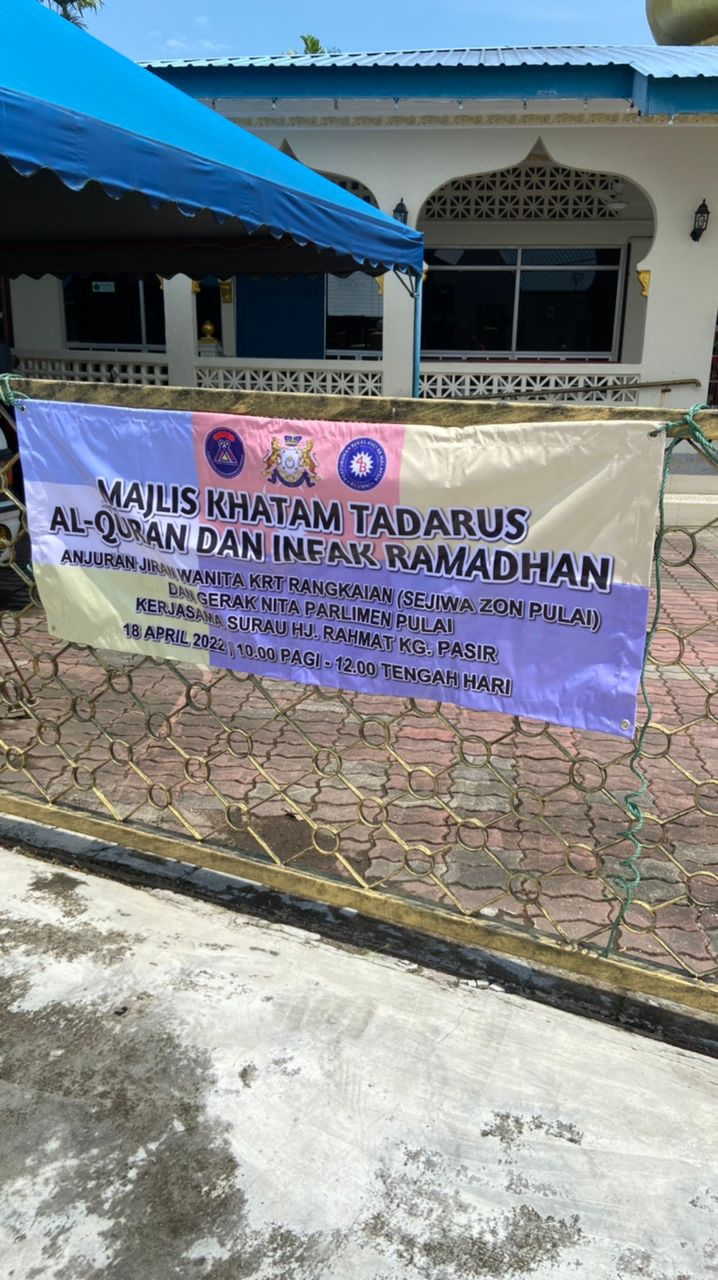 MAJLIS KHATAM TADARUS
AL-QURAN DAN INFAK RAMADHAN
ANJURAN JIRAN WANITA KRT RANGKAIAN (SEJIWA ZON PULAI)
DAN GERAK NITA PARLIMEN PULAI
KERJASAMA SURAU HJ. RAHMAT KG. PASIR
18 APRIL 2022 | 10.00 PAGI - 12.00 TENGAH HARI